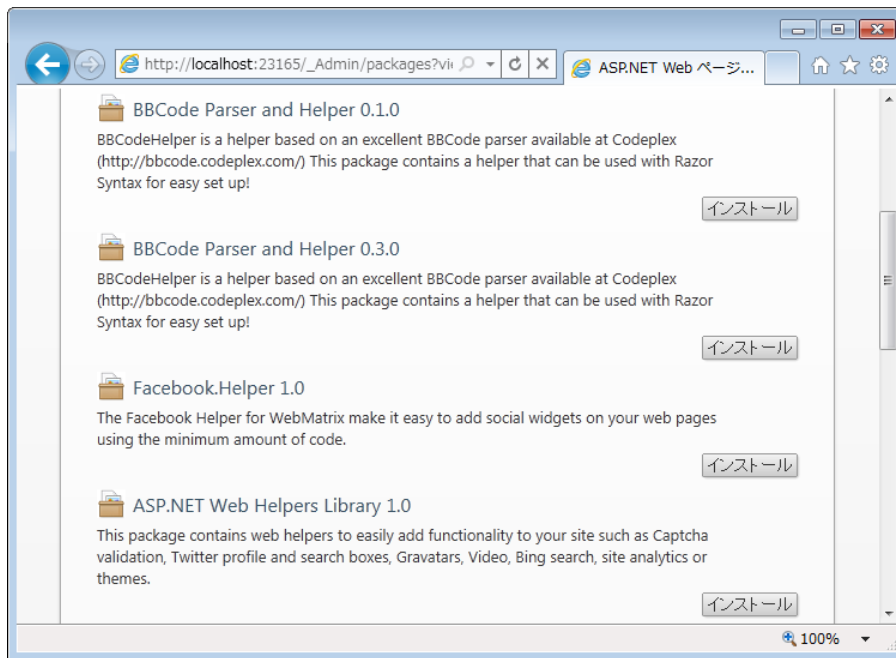 http://localhost:23165/_Admin/packages?vi
ASP.NET Web ページ...
BBCode Parser and Helper 0.1.0
BBCodeHelper is a helper based on an excellent BBCode parser available at Codeplex
(http://bbcode.codeplex.com/) This package contains a helper that can be used with Razor
Syntax for easy set up!
インストール
BBCode Parser and Helper 0.3.0
BBCodeHelper is a helper based on an excellent BBCode parser available at Codeplex
(http://bbcode.codeplex.com/) This package contains a helper that can be used with Razor
Syntax for easy set up!
インストール
Facebook.Helper 1.0
The Facebook Helper for WebMatrix make it easy to add social widgets on your web pages
using the minimum amount of code.
インストール
ASP.NET Web Helpers Library 1.0
This package contains web helpers to easily add functionality to your site such as Captcha
validation, Twitter profile and search boxes, Gravatars, Video, Bing search, site analytics or
themes.
インストール
100%